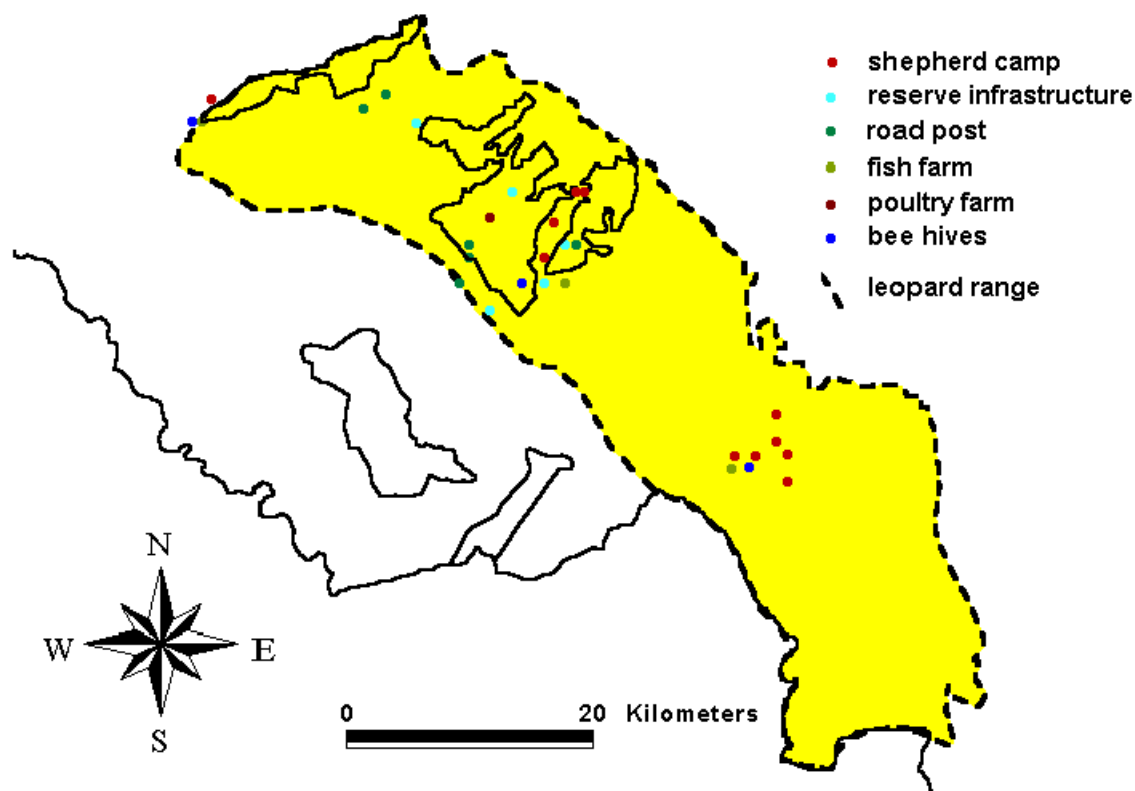 shepherd camp
reserve infrastructure
road post
fish farm
poultry farm
bee hives
leopard range
N
W E
S
0 20 Kilometers